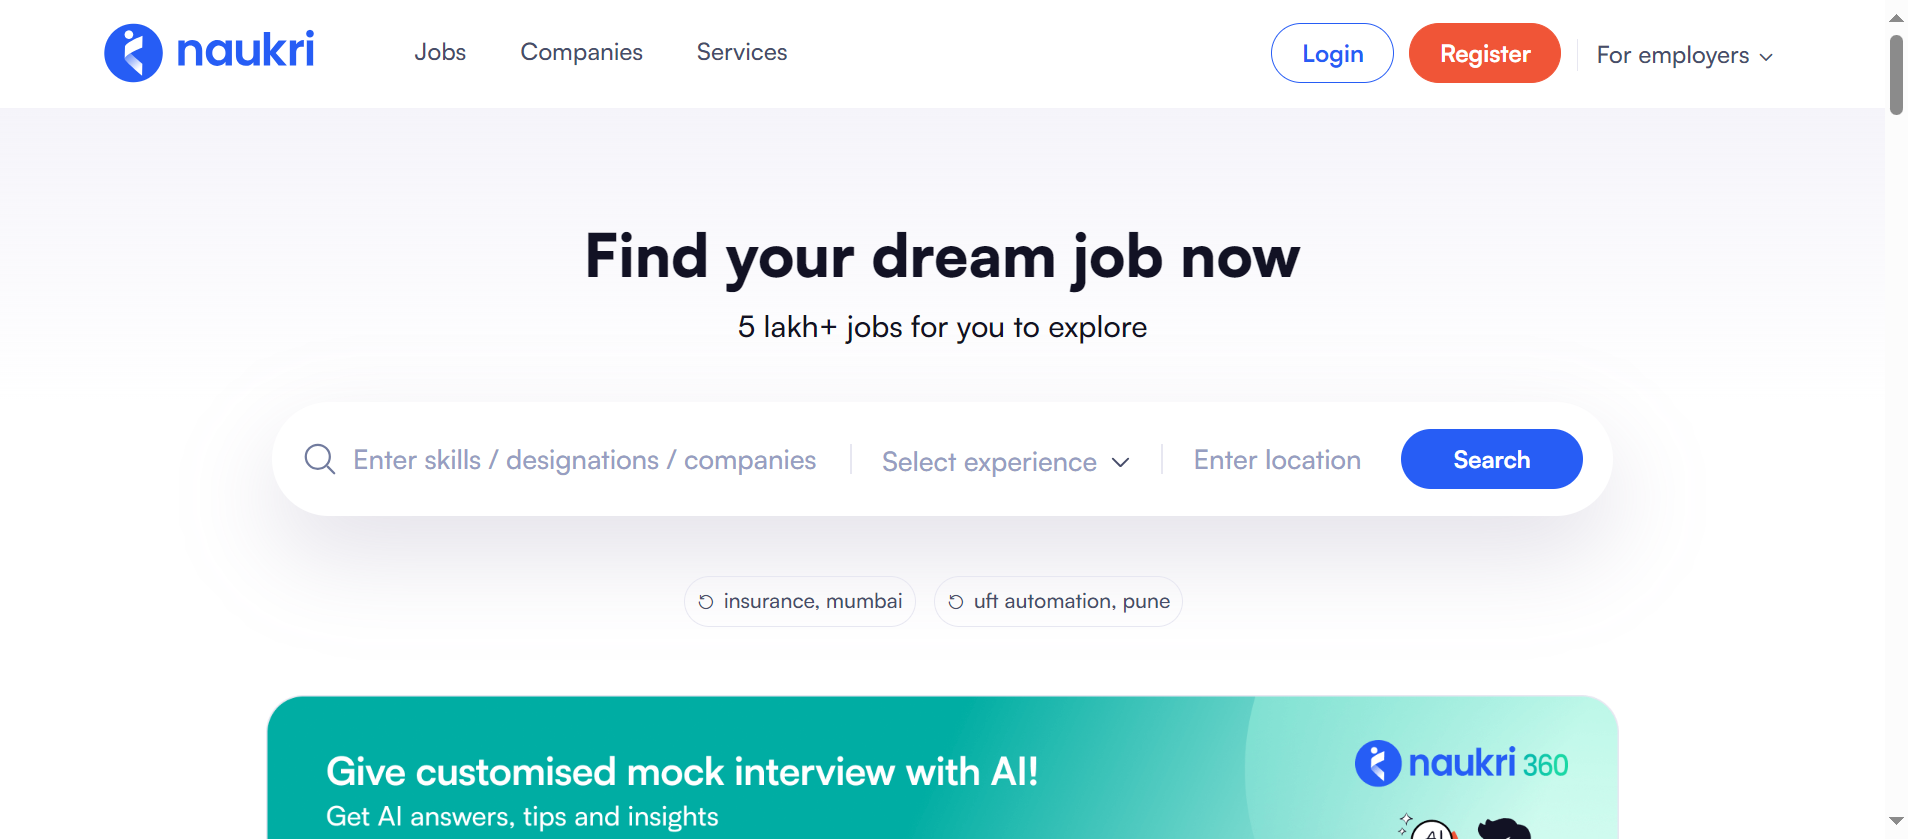 naukri
Jobs Companies Services
Login Register For employers
Find your dream job now
5 lakh+ jobs for you to explore
Enter skills / designations / companies Select experience Enter location Search
insurance, mumbai uft automation, pune
Give customised mock interview with AI!
naukri 360
Get AI answers, tips and insights
AI